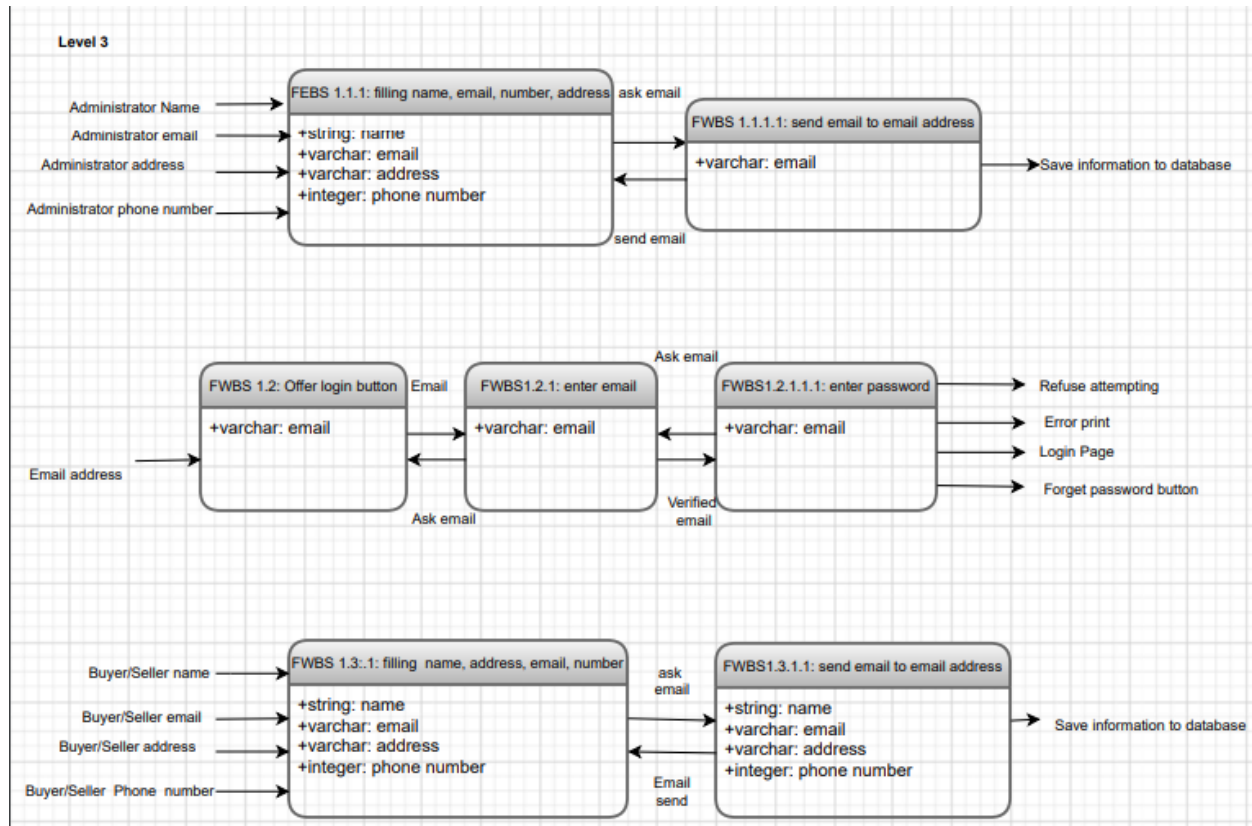 Level 3
FEBS 1.1.1: filling name, email, number, address
ask email
Administrator Name
Administrator email
Administrator address
Administrator phone number
+string: name
+varchar: email
+varchar: address
+integer: phone number
FWBS 1.1.1.1: send email to email address
+varchar: email
Save information to database
send email
Ask email
FWBS 1.2: Offer login button
Email
FWBS1.2.1: enter email
FWBS1.2.1.1.1: enter password
+varchar: email
+varchar: email
+varchar: email
Email address
Refuse attempting
Error print
Login Page
Forget password button
Ask email
Verified
email
FWBS 1.3:.1: filling name, address, email, number
Buyer/Seller name
Buyer/Seller email
Buyer/Seller address
Buyer/Seller Phone number
+string: name
+varchar: email
+varchar: address
+integer: phone number
ask
email
Email
send
FWBS1.3.1.1: send email to email address
+string: name
+varchar: email
+varchar: address
+integer: phone number
Save information to database